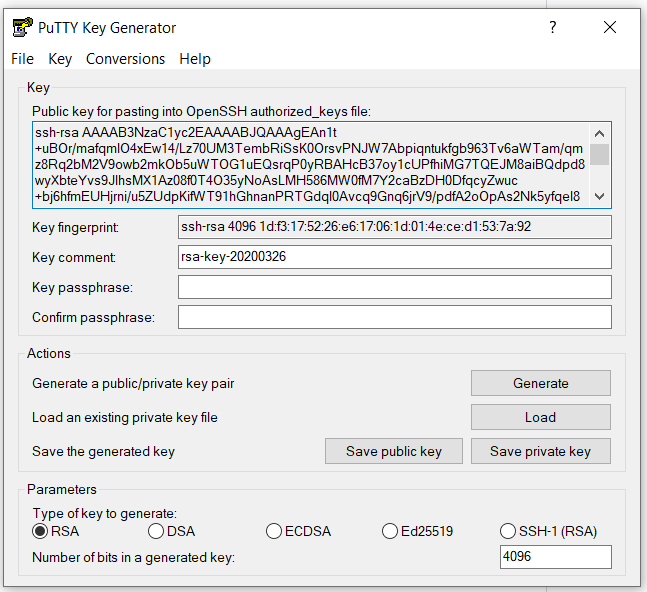 PuTTY Key Generator
?
File Key Conversions Help
Key
Public key for pasting into OpenSSH authorized_keys file:
ssh-rsa AAAAB3NzaC1yc2EAAAABJQAAAgEAn1t
+uBOr/mafqmlO4xEw14/Lz70UM3TembRiSsK0OrsvPNJW7Abpiqntukfgb963Tv6aWTam/qm
z8Rq2bM2V9owb2mkOb5uWTOG1uEQsrqP0yRBAHcB37oy1cUPfhiMG7TQEJM8aiBQdpd8
wyXbteYvs9JlhsMX1Az08f0T4O35yNoAsLMH586MW0fM7Y2caBzDH0DfqcyZwuc
+bj6hfmEUHjrni/u5ZUdpKifWT91hGhnanPRTGdqI0Avcq9Gnq6jrV9/pdfA2oOpAs2Nk5yfqeI8
Key fingerprint: ssh-rsa 4096 1d:f3:17:52:26:e6:17:06:1d:01:4e:ce:d1:53:7a:92
Key comment: rsa-key-20200326
Key passphrase:
Confirm passphrase:
Actions
Generate a public/private key pair Generate
Load an existing private key file Load
Save the generated key Save public key Save private key
Parameters
Type of key to generate:
RSA DSA ECDSA Ed25519 SSH-1 (RSA)
Number of bits in a generated key: 4096